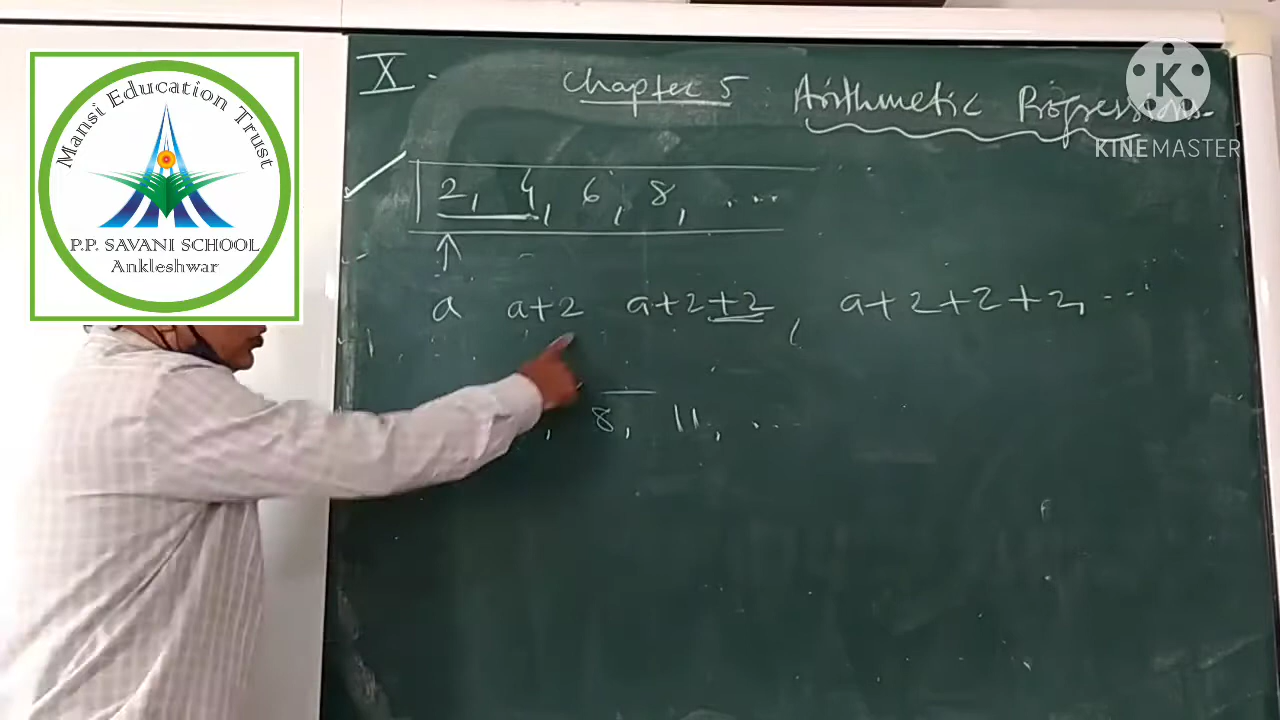 Mansi Education Trust
P.P. SAVANI SCHOOL
Ankleshwar
K
KINEMASTER
X.
Chapter 5 Arithmetic Progressions.
2, 4, 6, 8, ...
a a+2 a+2+2, a+2+2+2, ...
, 8, 11, ...